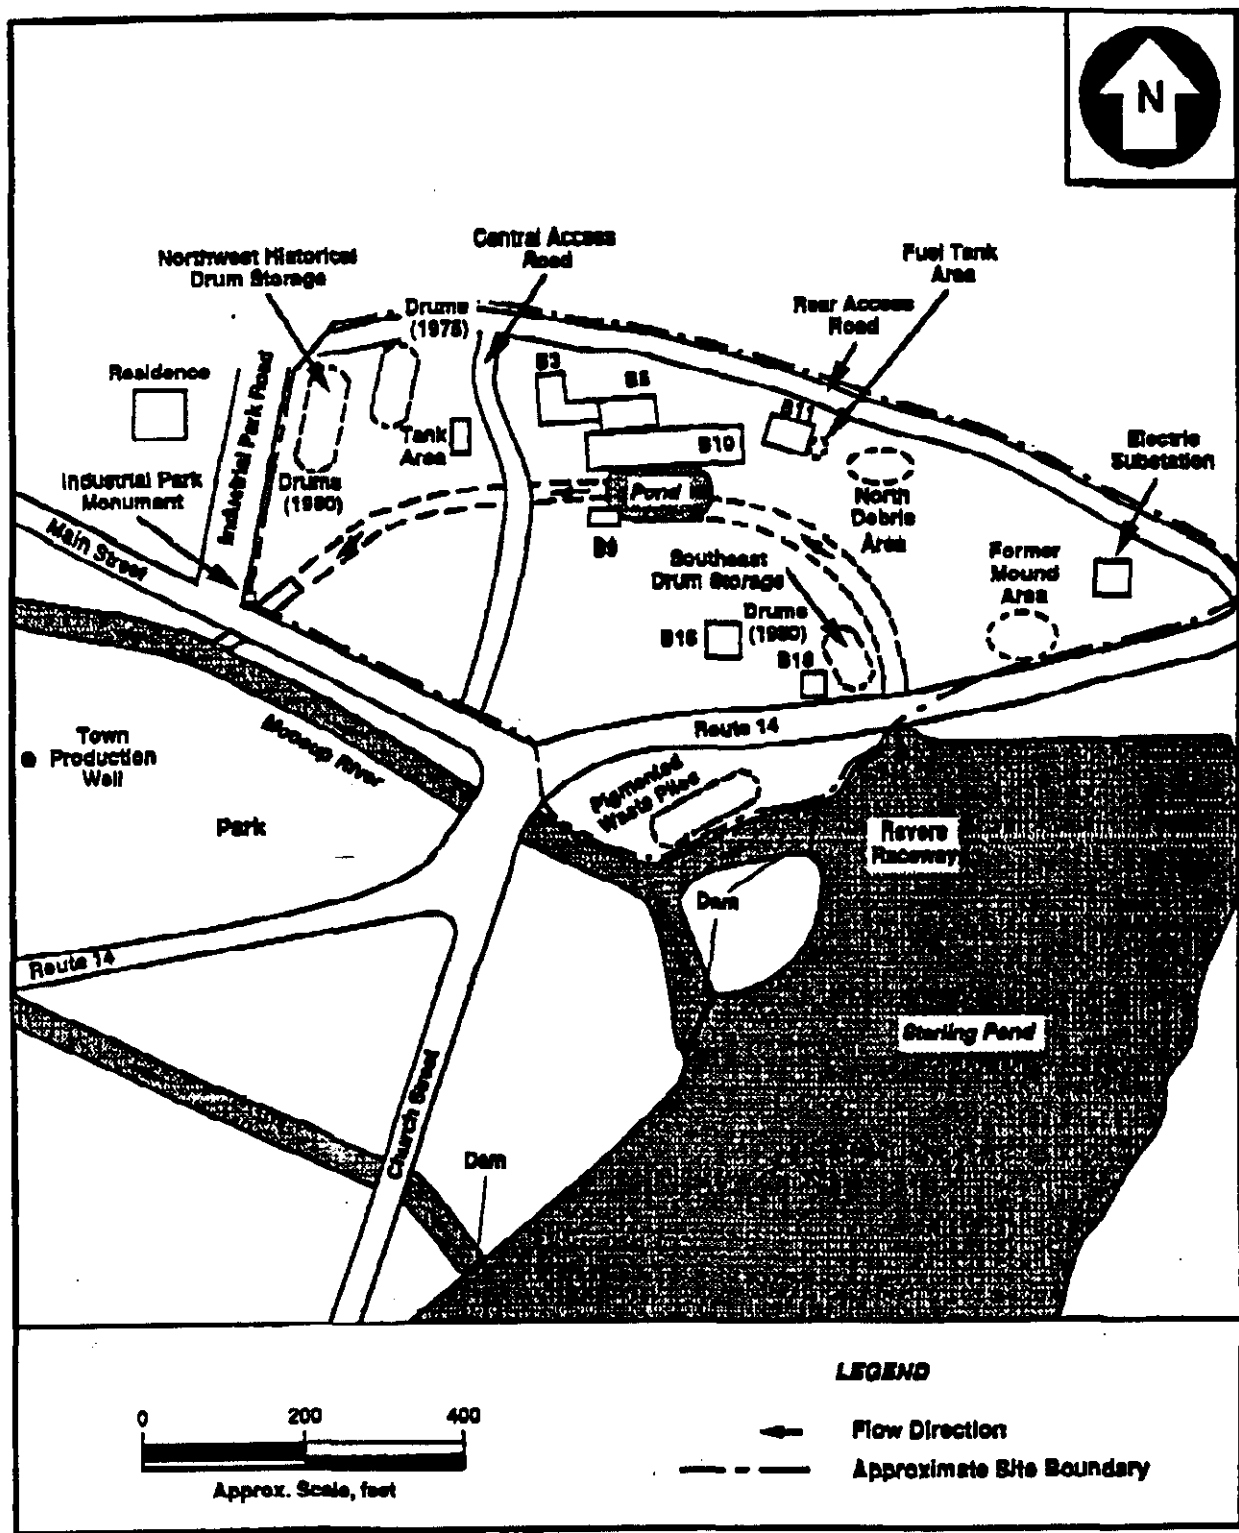 N
Central Access
Road
Northwest Historical
Drum Storage
Fuel Tank
Area
Rear Access
Road
Drums
(1975)
Residence
Industrial Park Road
B3
B5
B11
B10
Tank
Area
Electric
Substation
Industrial Park
Monument
Drums
(1980)
Pond
North
Debris
Area
Main Street
B9
Southeast
Drum Storage
Former
Mound
Area
Drums
(1980)
B16
B18
Moosup River
Route 14
Town
Production
Well
Pigmented
Waste Piles
Park
Revere
Raceway
Dam
Route 14
Sterling Pond
Church Street
Dam
LEGEND
0 200 400
Approx. Scale, feet
Flow Direction
Approximate Site Boundary